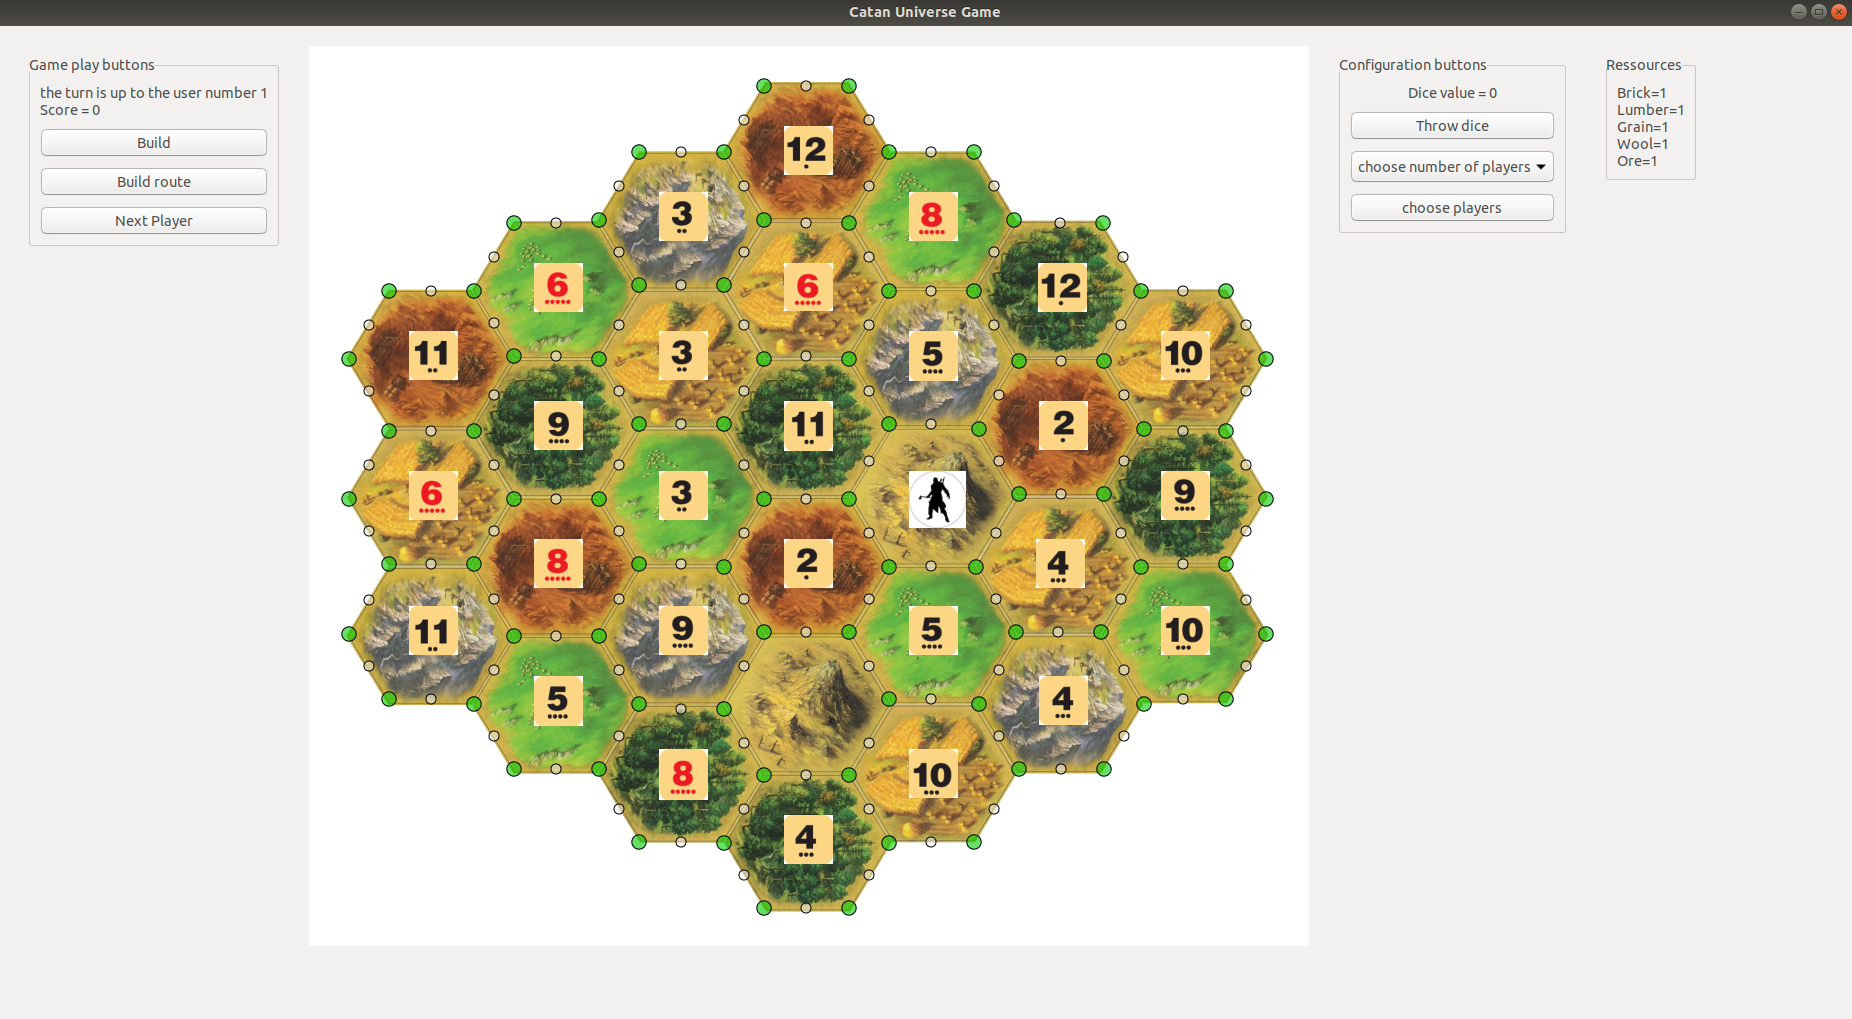 Catan Universe Game
Game play buttons
the turn is up to the user number 1
Score = 0
Build
Build route
Next Player
Configuration buttons
Dice value = 0
Throw dice
choose number of players
choose players
Ressources
Brick=1
Lumber=1
Grain=1
Wool=1
Ore=1
12
3
8
6
6
12
11
3
5
10
9
11
2
6
3
9
8
2
4
11
9
5
10
5
4
8
10
4